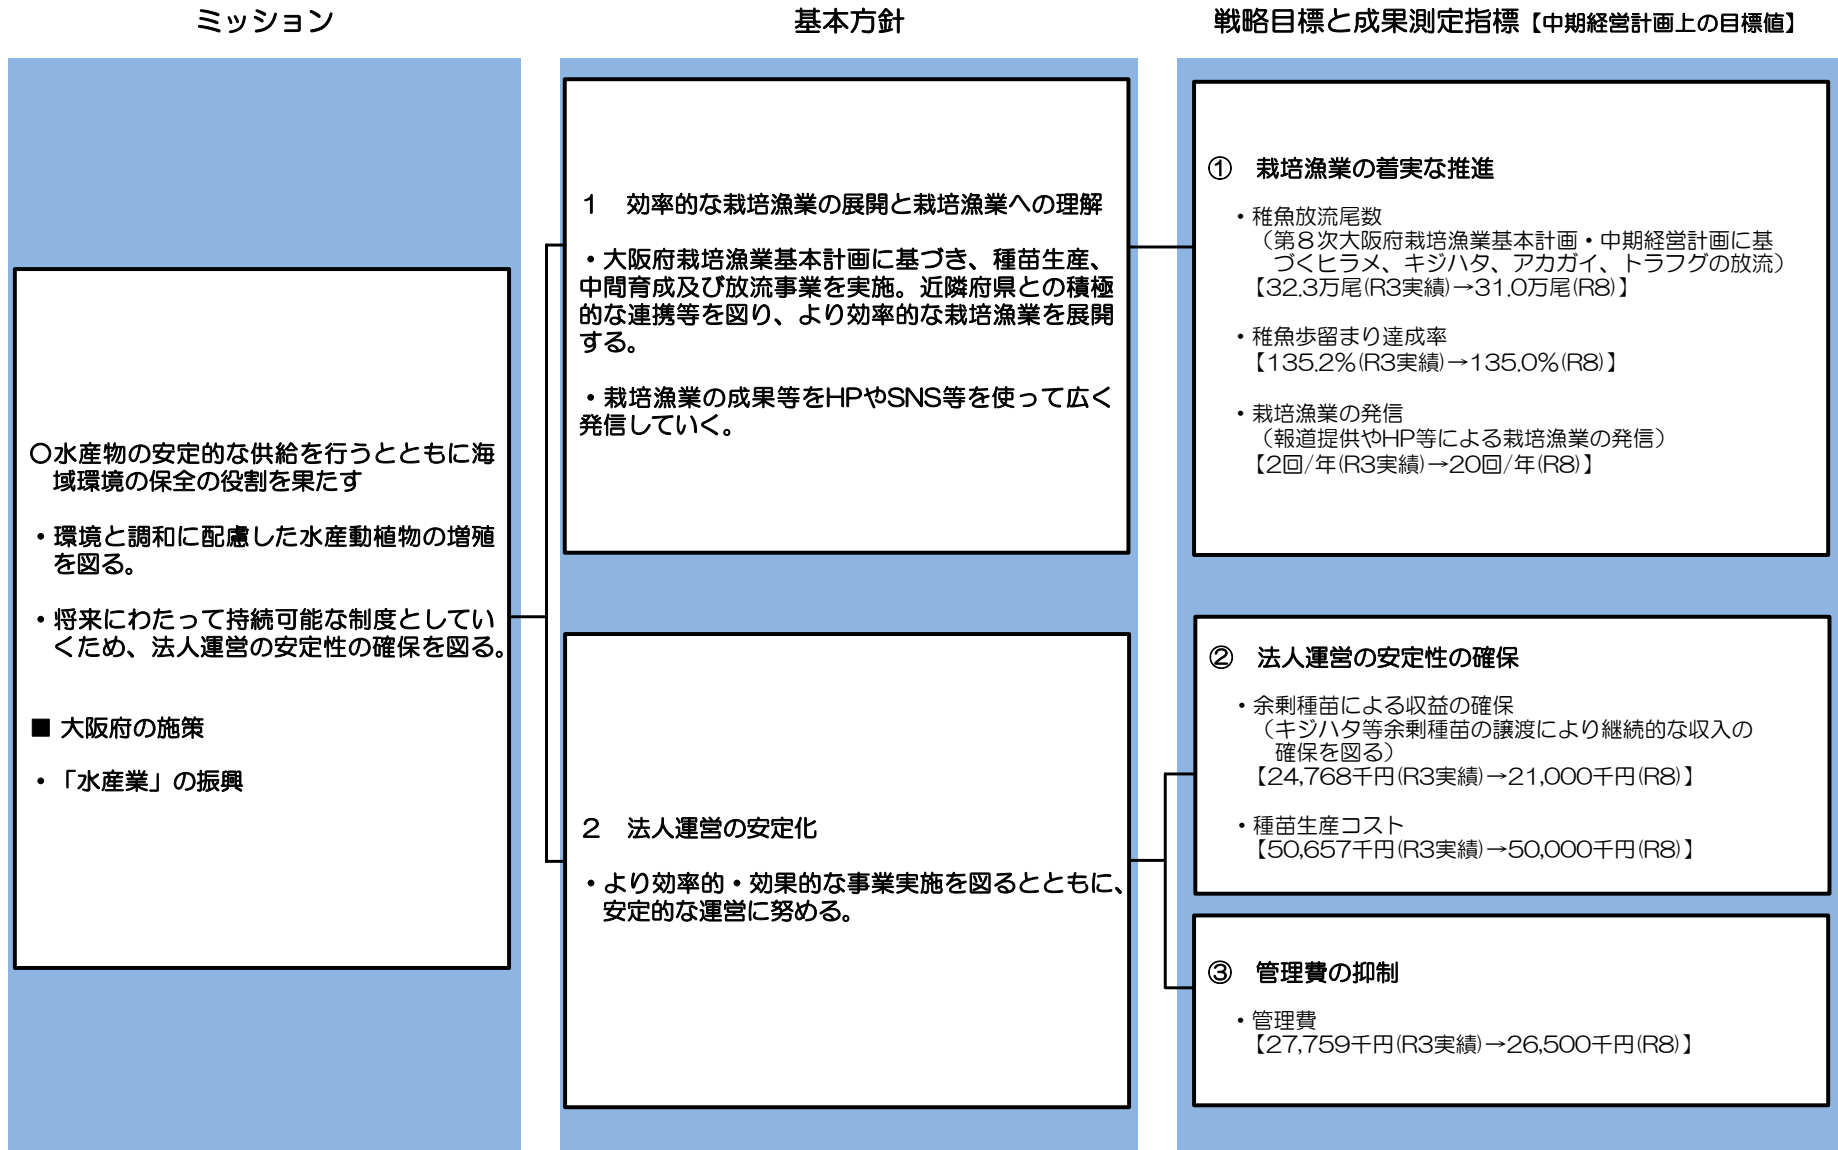 ミッション
基本方針
戦略目標と成果測定指標【中期経営計画上の目標値】
〇水産物の安定的な供給を行うとともに海
域環境の保全の役割を果たす
・環境と調和に配慮した水産動植物の増殖
を図る。
・将来にわたって持続可能な制度としてい
くため、法人運営の安定性の確保を図る。
■ 大阪府の施策
・「水産業」の振興
１　効率的な栽培漁業の展開と栽培漁業への理解
・大阪府栽培漁業基本計画に基づき、種苗生産、
中間育成及び放流事業を実施。近隣府県との積極
的な連携等を図り、より効率的な栽培漁業を展開
する。
・栽培漁業の成果等をHPやSNS等を使って広く
発信していく。
２　法人運営の安定化
・より効率的・効果的な事業実施を図るとともに、
安定的な運営に努める。
①　栽培漁業の着実な推進
・稚魚放流尾数
（第８次大阪府栽培漁業基本計画・中期経営計画に基
づくヒラメ、キジハタ、アカガイ、トラフグの放流）
【32.3万尾(R3実績)→31.0万尾(R8)】
・稚魚歩留まり達成率
【135.2％(R3実績)→135.0％(R8)】
・栽培漁業の発信
（報道提供やHP等による栽培漁業の発信）
【2回/年(R3実績)→20回/年(R8)】
②　法人運営の安定性の確保
・余剰種苗による収益の確保
（キジハタ等余剰種苗の譲渡により継続的な収入の
確保を図る）
【24,768千円(R3実績)→21,000千円(R8)】
・種苗生産コスト
【50,657千円(R3実績)→50,000千円(R8)】
③　管理費の抑制
・管理費
【27,759千円(R3実績)→26,500千円(R8)】